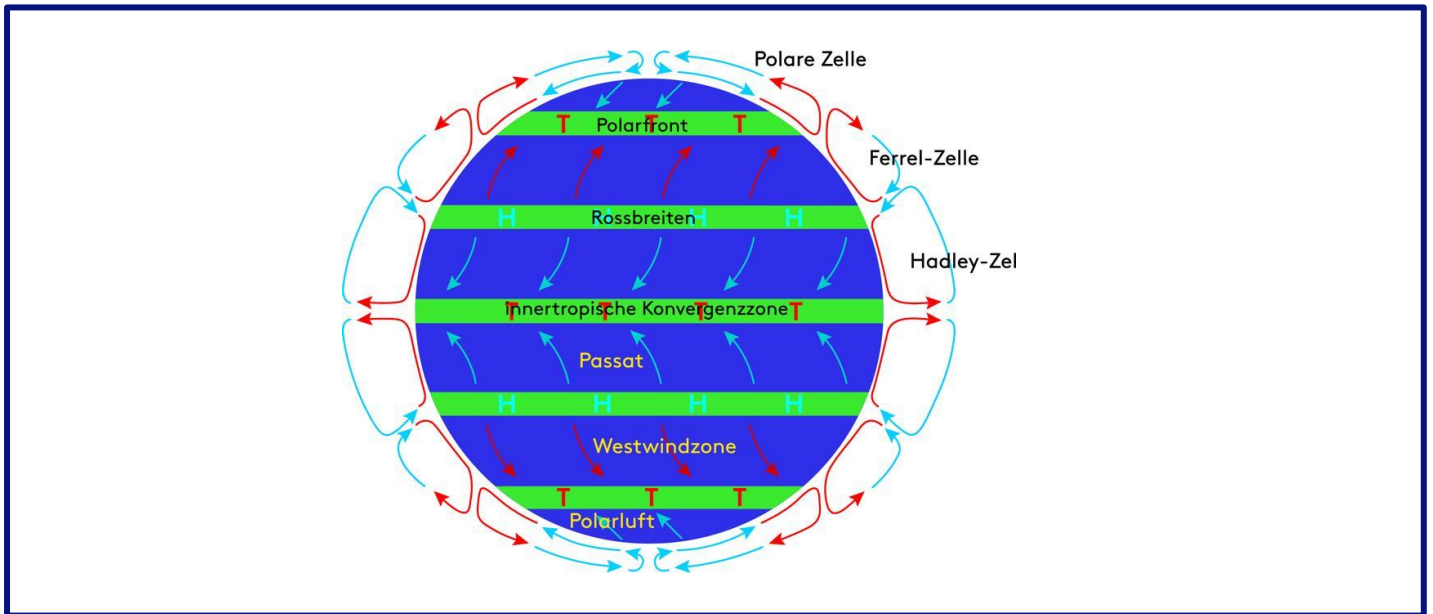 Polare Zelle
T Polarfront T T
Ferrel-Zelle
H Rossbreiten H H H
Hadley-Zel
T innertropische Konvergenzzone T T T
Passat
H H H H
Westwindzone
T T T
Polarluft